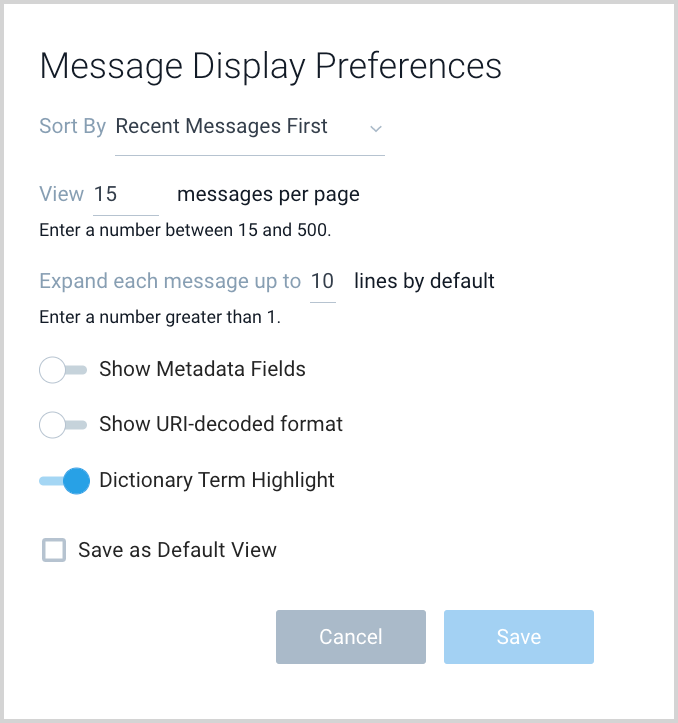 Message Display Preferences
Sort By Recent Messages First
View 15 messages per page
Enter a number between 15 and 500.
Expand each message up to 10 lines by default
Enter a number greater than 1.
Show Metadata Fields
Show URI-decoded format
Dictionary Term Highlight
Save as Default View
Cancel Save